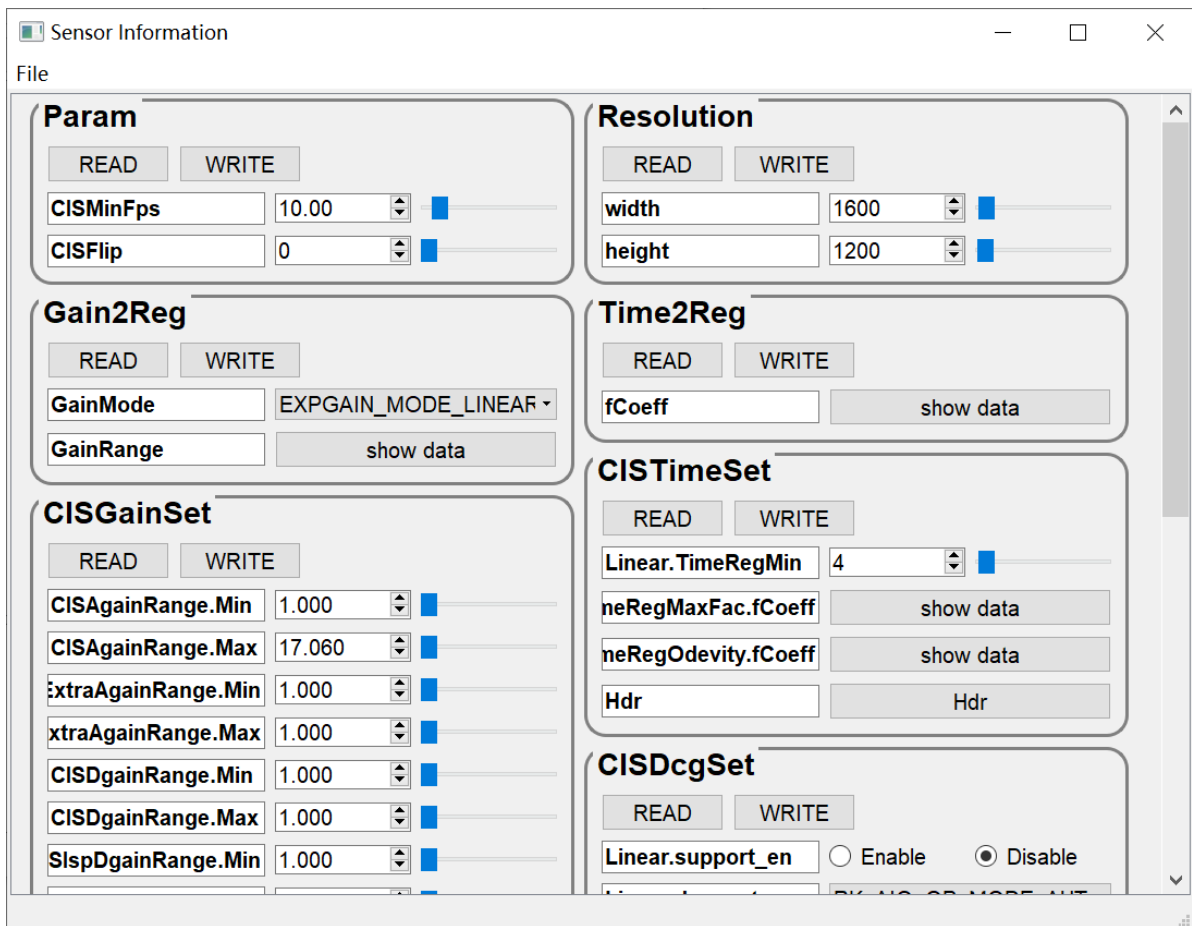 Sensor Information
File
Param
READ WRITE
CISMinFps 10.00
CISFlip 0
Resolution
READ WRITE
width 1600
height 1200
Gain2Reg
READ WRITE
GainMode EXPGAIN_MODE_LINEAR
GainRange show data
Time2Reg
READ WRITE
fCoeff show data
CISGainSet
READ WRITE
CISAgainRange.Min 1.000
CISAgainRange.Max 17.060
ExtraAgainRange.Min 1.000
xtraAgainRange.Max 1.000
CISDgainRange.Min 1.000
CISDgainRange.Max 1.000
SIspDgainRange.Min 1.000
CISTimeSet
READ WRITE
Linear.TimeRegMin 4
meRegMaxFac.fCoeff show data
meRegOdevity.fCoeff show data
Hdr Hdr
CISDcgSet
READ WRITE
Linear.support_en Enable Disable